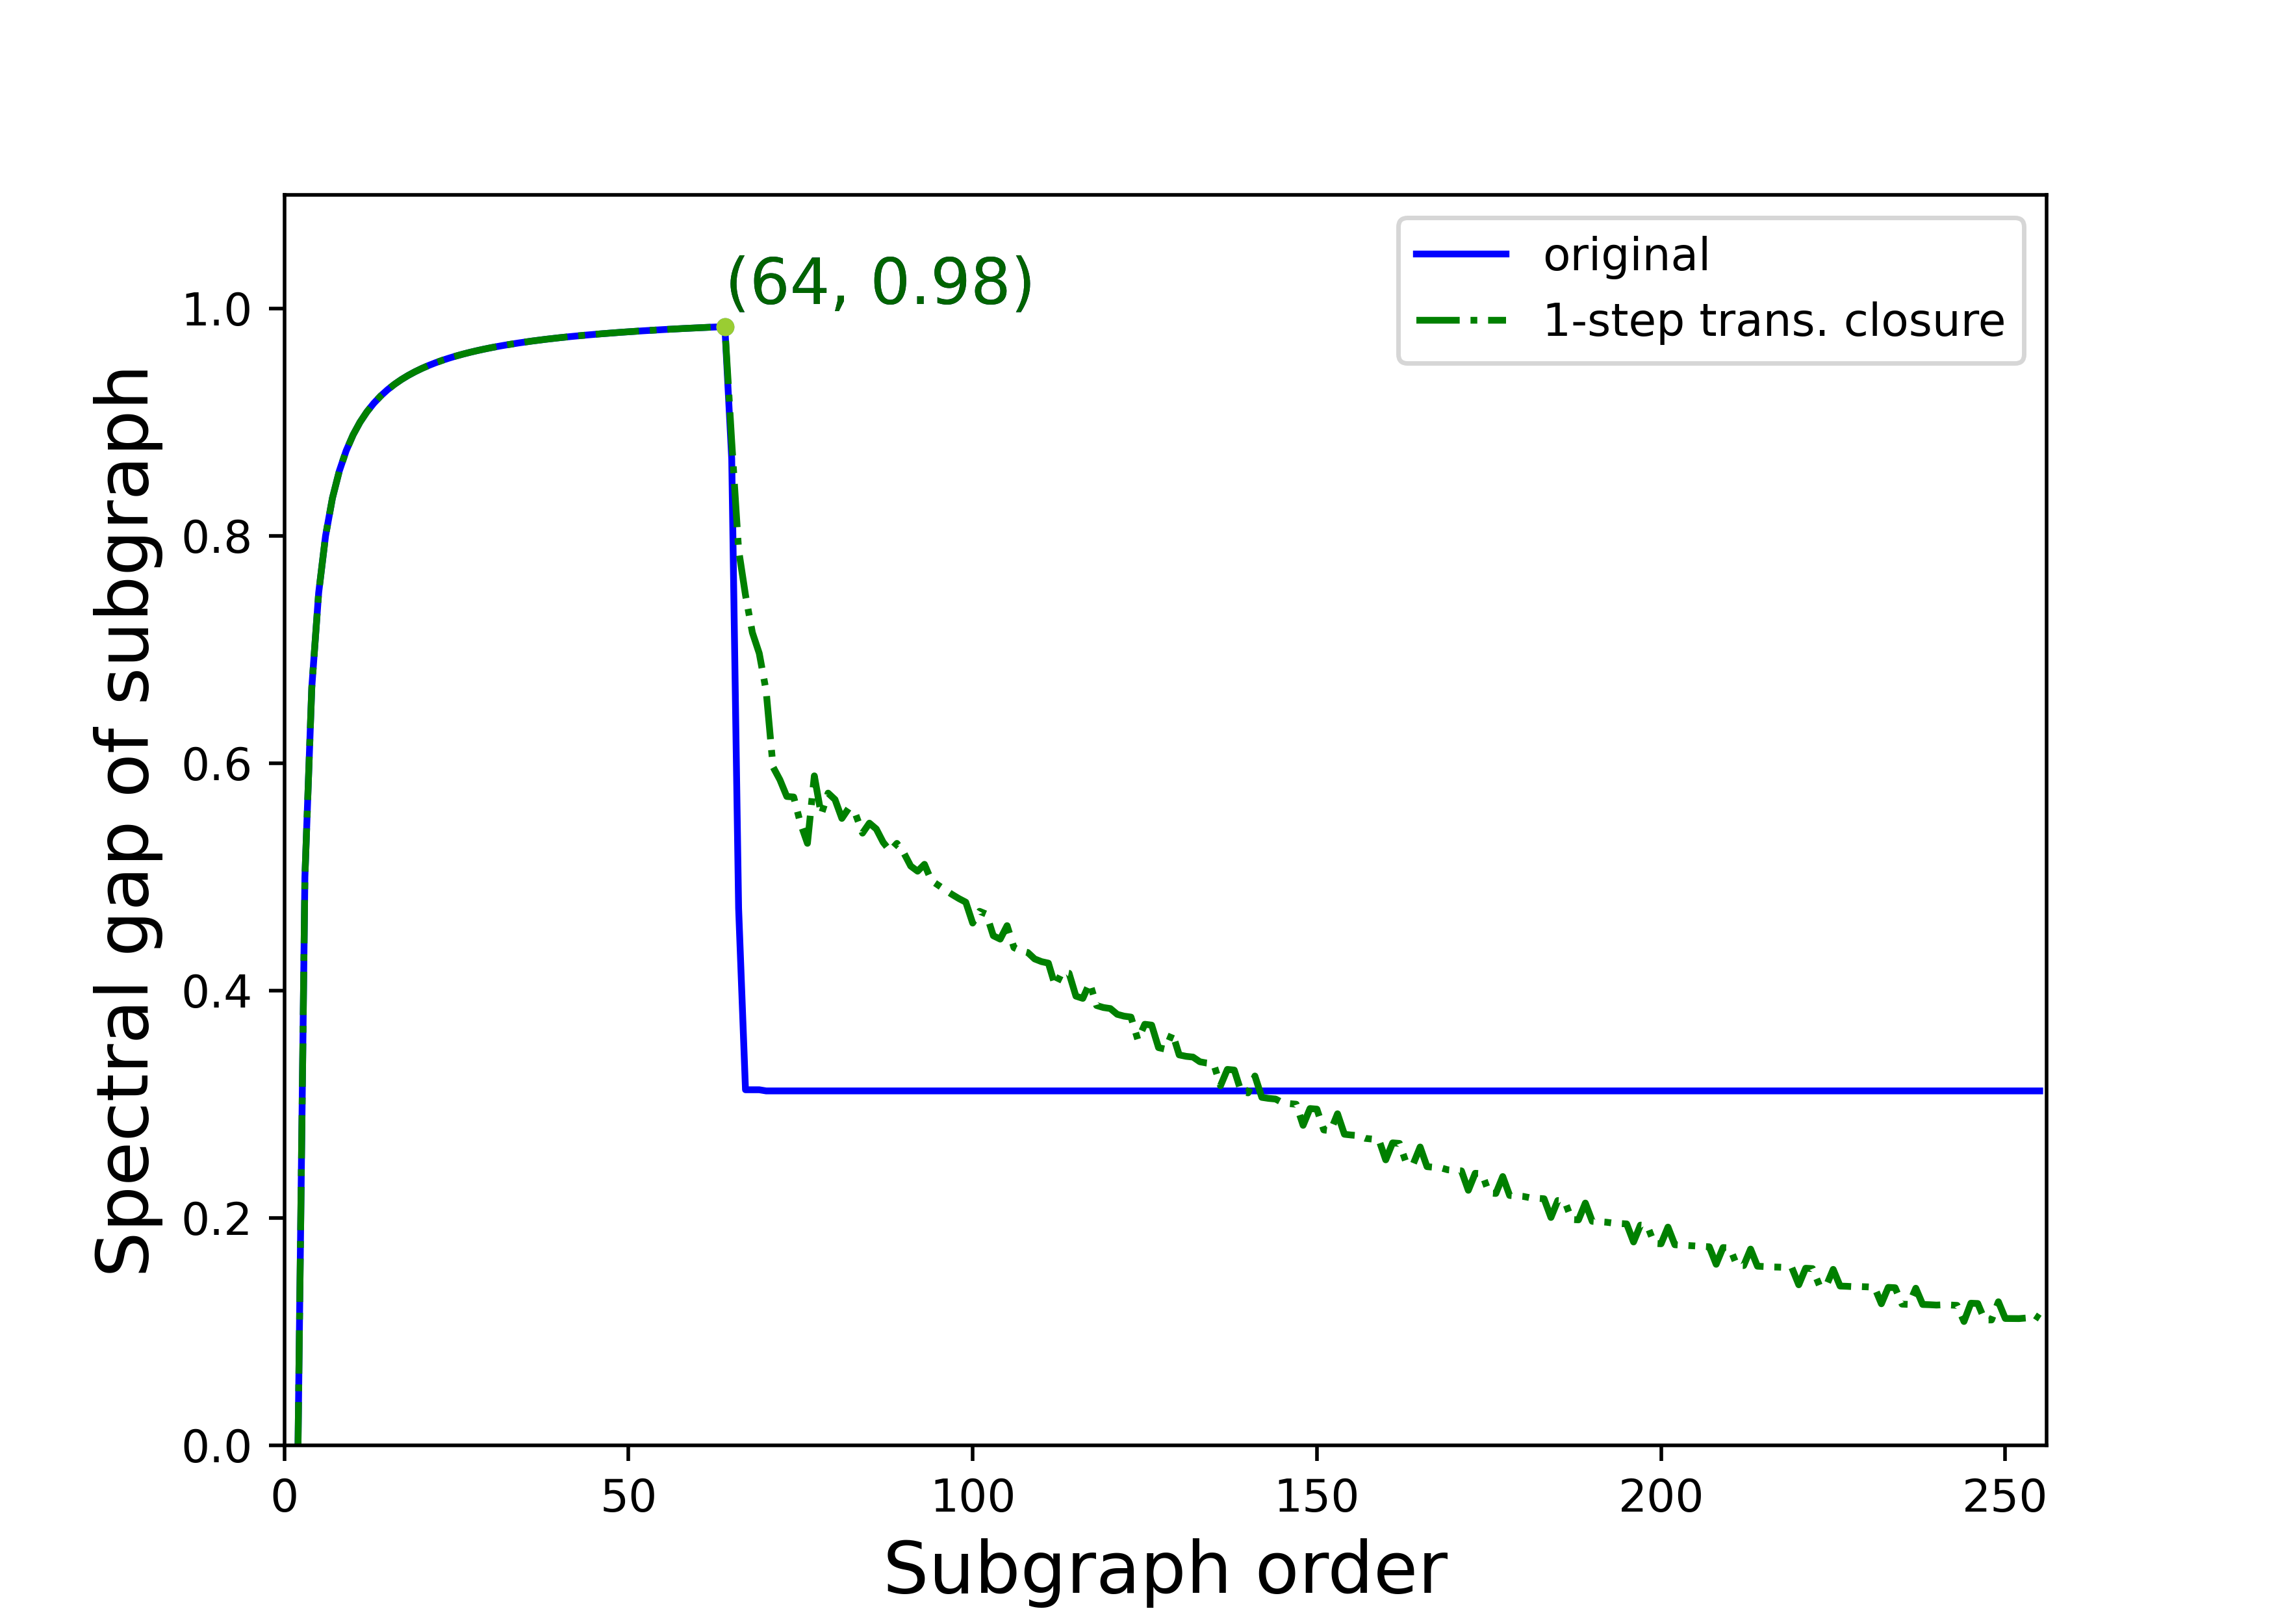 (64, 0.98)
original
1-step trans. closure
Spectral gap of subgraph
1.0
0.8
0.6
0.4
0.2
0.0
0 50 100 150 200 250
Subgraph order